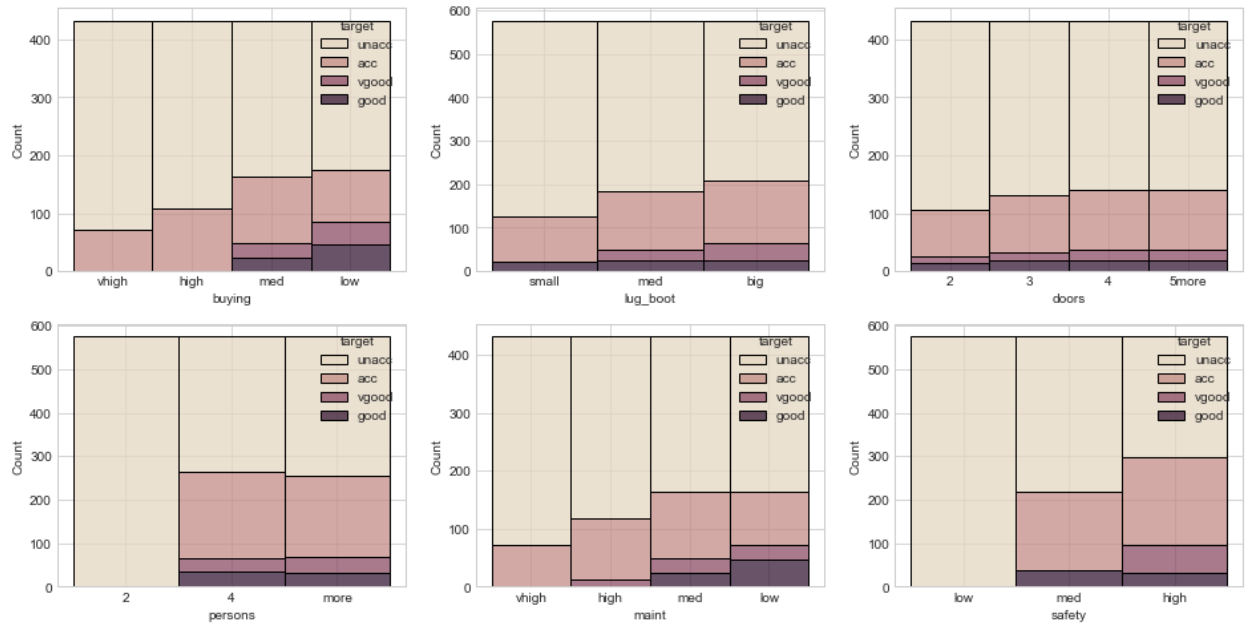 target
unacc
acc
vgood
good
400
300
200
100
0
Count
vhigh high med low
buying
target
unacc
acc
vgood
good
600
500
400
300
200
100
0
Count
small med big
lug_boot
target
unacc
acc
vgood
good
400
300
200
100
0
Count
2 3 4 5more
doors
target
unacc
acc
vgood
good
600
500
400
300
200
100
0
Count
2 4 more
persons
target
unacc
acc
vgood
good
400
300
200
100
0
Count
vhigh high med low
maint
target
unacc
acc
vgood
good
600
500
400
300
200
100
0
Count
low med high
safety